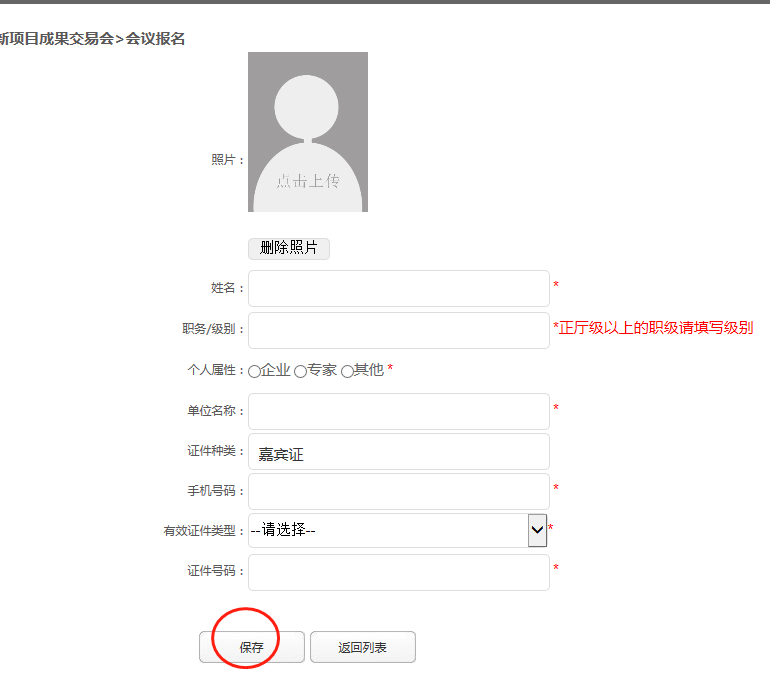 新项目成果交易会>会议报名
照片：
点击上传
删除照片
姓名：*
职务/级别：*正厅级以上的职级请填写级别
个人属性：企业 专家 其他 *
单位名称：*
证件种类：嘉宾证
手机号码：*
有效证件类型：--请选择-- *
证件号码：*
保存 返回列表